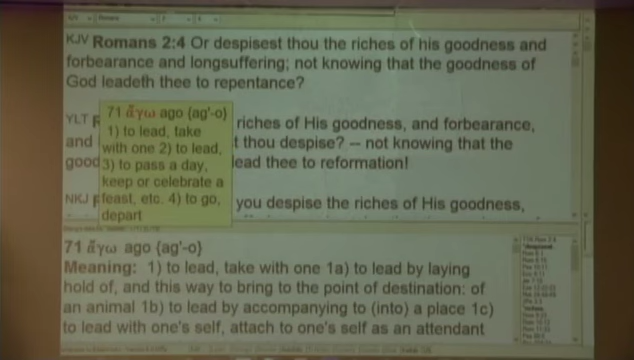 KJV Romans 2:4 Or despisest thou the riches of his goodness and
forbearance and longsuffering; not knowing that the goodness of
God leadeth thee to repentance?
YLT
riches of His goodness, and forbearance,
and
t thou despise? -- not knowing that the
good
lead thee to reformation!
NKJ
you despise the riches of His goodness,
71 ἄγω ago {ag'-o}
1) to lead, take
with one 2) to lead,
3) to pass a day,
keep or celebrate a
feast, etc. 4) to go,
depart
71 ἄγω ago {ag'-o}
Meaning: 1) to lead, take with one 1a) to lead by laying
hold of, and this way to bring to the point of destination: of
an animal 1b) to lead by accompanying to (into) a place 1c)
to lead with one's self, attach to one's self as an attendant